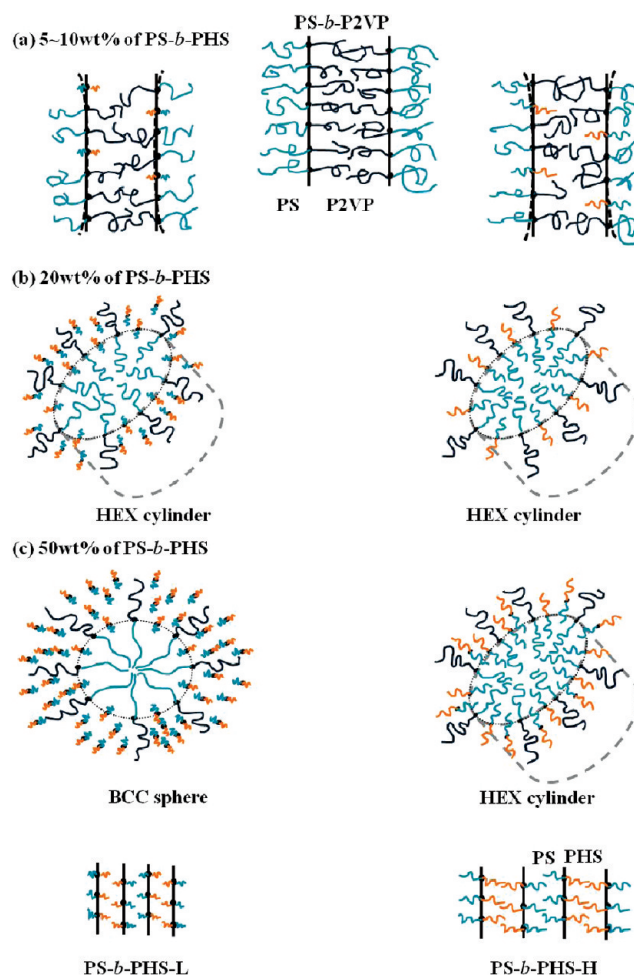 PS-b-P2VP
(a) 5~10wt% of PS-b-PHS
PS P2VP
(b) 20wt% of PS-b-PHS
HEX cylinder HEX cylinder
(c) 50wt% of PS-b-PHS
BCC sphere HEX cylinder
PS PHS
PS-b-PHS-L PS-b-PHS-H